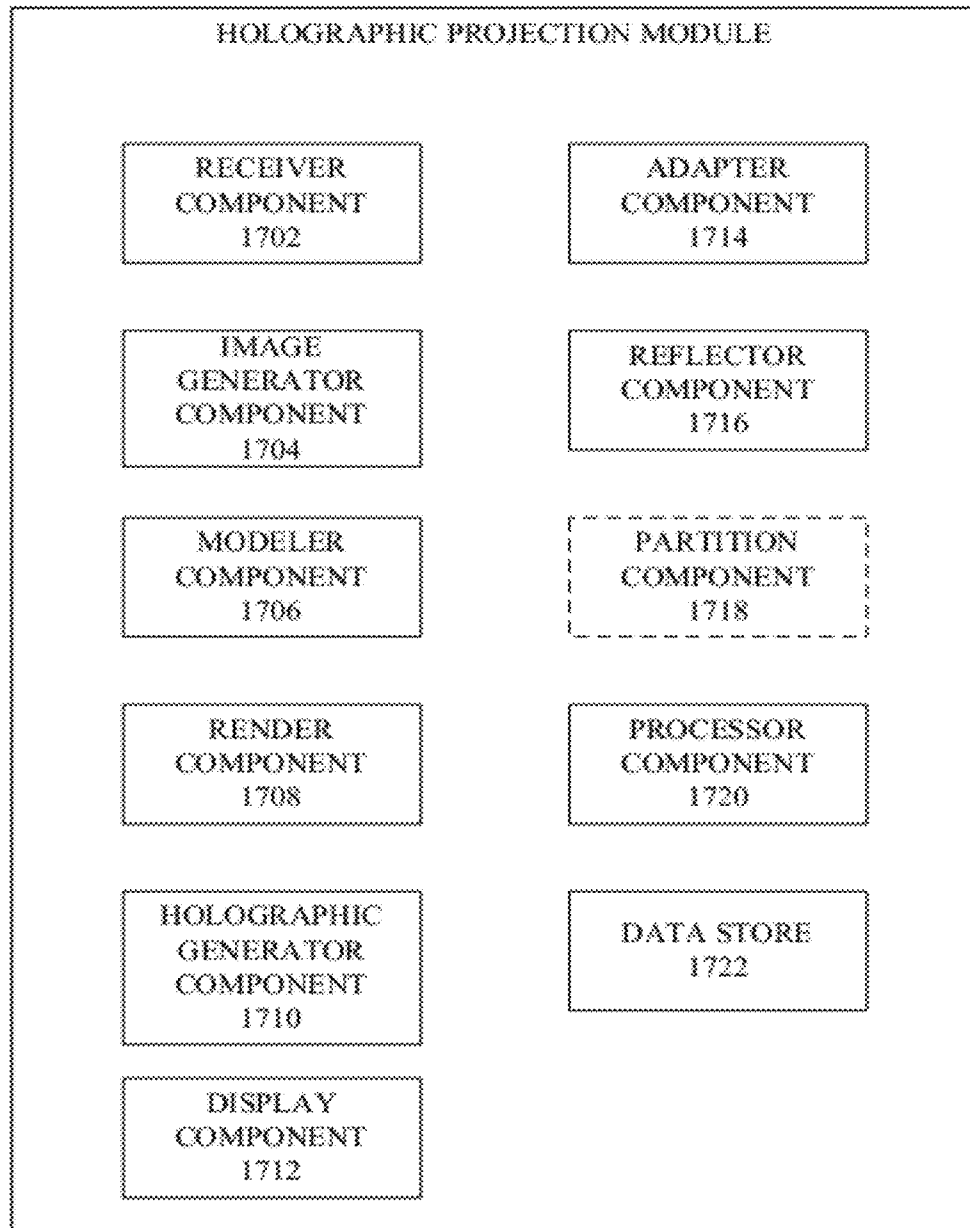 HOLOGRAPHIC PROJECTION MODULE
RECEIVER
COMPONENT
1702
IMAGE
GENERATOR
COMPONENT
1704
MODELER
COMPONENT
1706
RENDER
COMPONENT
1708
HOLOGRAPHIC
GENERATOR
COMPONENT
1710
DISPLAY
COMPONENT
1712
ADAPTER
COMPONENT
1714
REFLECTOR
COMPONENT
1716
PARTITION
COMPONENT
1718
PROCESSOR
COMPONENT
1720
DATA STORE
1722